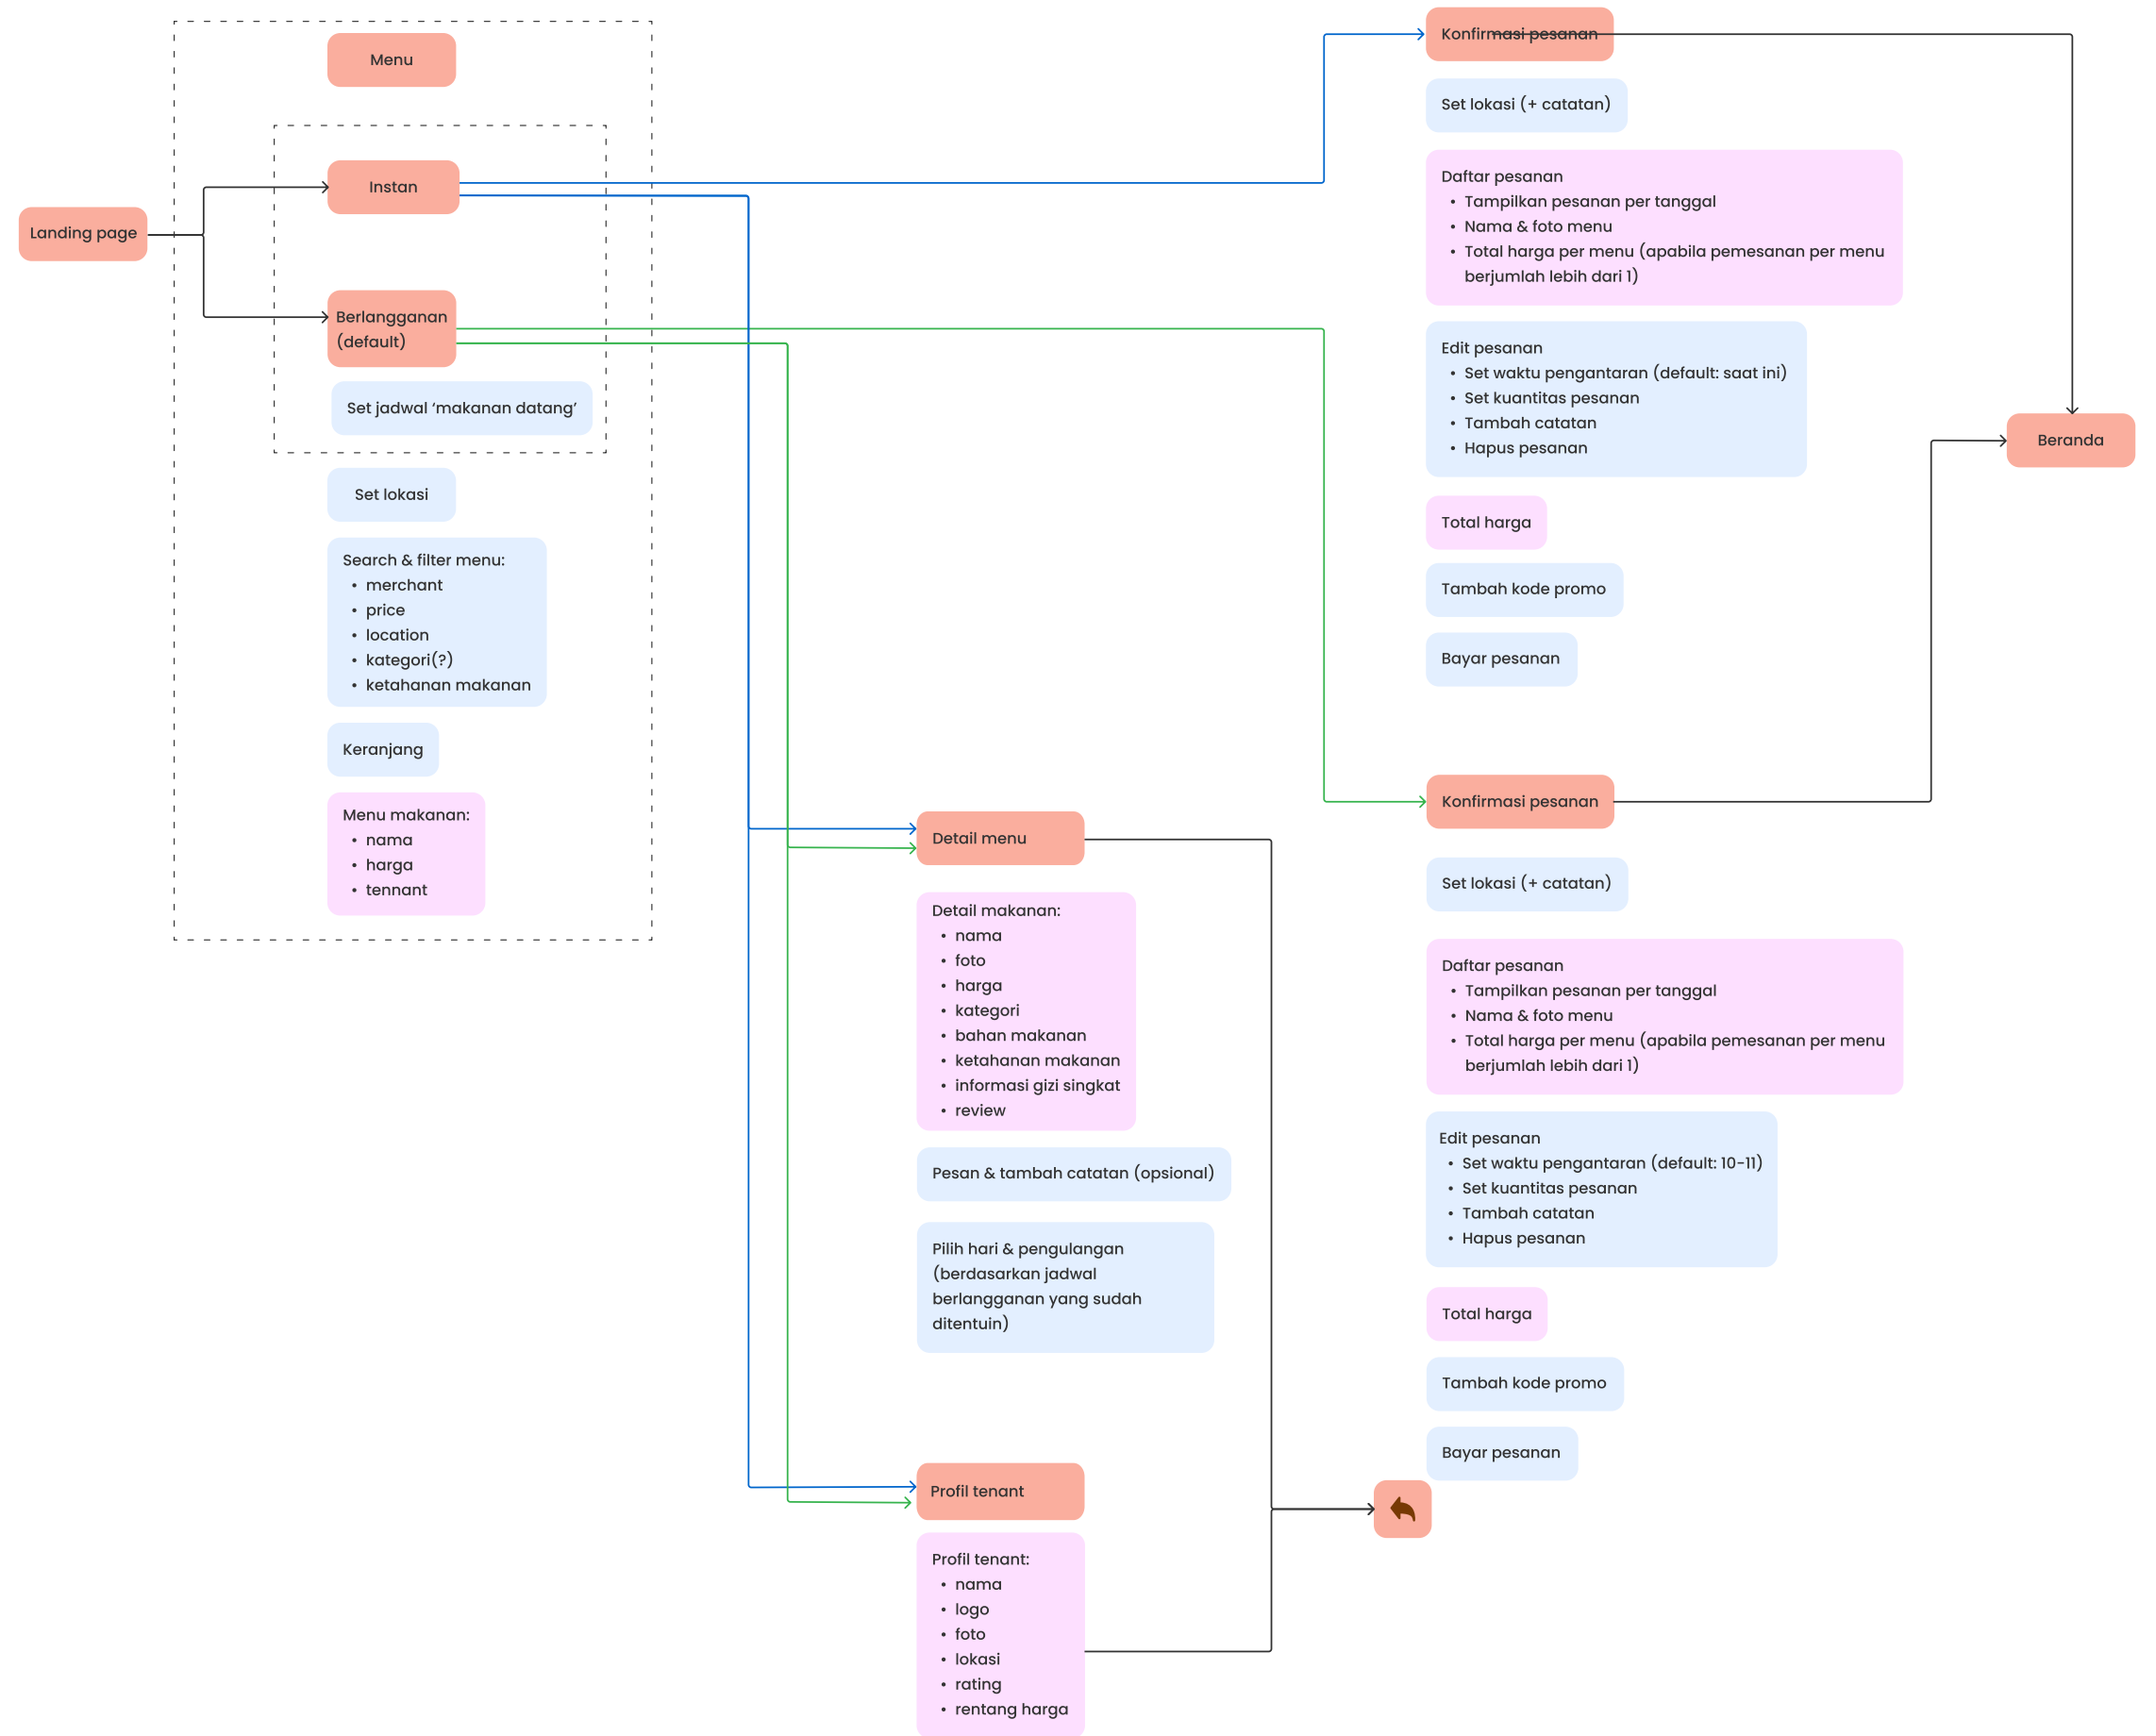 Menu
Instan
Landing page
Berlangganan
(default)
Set jadwal ‘makanan datang’
Set lokasi
Search & filter menu:
• merchant
• price
• location
• kategori(?)
• ketahanan makanan
Keranjang
Menu makanan:
• nama
• harga
• tennant
Detail menu
Detail makanan:
• nama
• foto
• harga
• kategori
• bahan makanan
• ketahanan makanan
• informasi gizi singkat
• review
Pesan & tambah catatan (opsional)
Pilih hari & pengulangan
(berdasarkan jadwal
berlangganan yang sudah
ditentuin)
Profil tenant
Profil tenant:
• nama
• logo
• foto
• lokasi
• rating
• rentang harga
Konfirmasi pesanan
Set lokasi (+ catatan)
Daftar pesanan
• Tampilkan pesanan per tanggal
• Nama & foto menu
• Total harga per menu (apabila pemesanan per menu
berjumlah lebih dari 1)
Edit pesanan
• Set waktu pengantaran (default: saat ini)
• Set kuantitas pesanan
• Tambah catatan
• Hapus pesanan
Total harga
Tambah kode promo
Bayar pesanan
Konfirmasi pesanan
Set lokasi (+ catatan)
Daftar pesanan
• Tampilkan pesanan per tanggal
• Nama & foto menu
• Total harga per menu (apabila pemesanan per menu
berjumlah lebih dari 1)
Edit pesanan
• Set waktu pengantaran (default: 10-11)
• Set kuantitas pesanan
• Tambah catatan
• Hapus pesanan
Total harga
Tambah kode promo
Bayar pesanan
Beranda